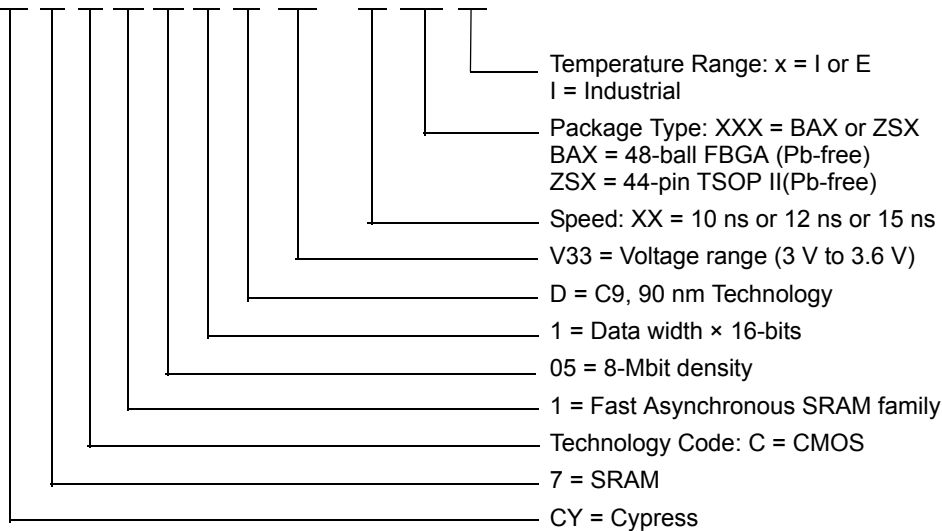 Temperature Range: x = I or E
I = Industrial
Package Type: XXX = BAX or ZSX
BAX = 48-ball FBGA (Pb-free)
ZSX = 44-pin TSOP II(Pb-free)
Speed: XX = 10 ns or 12 ns or 15 ns
V33 = Voltage range (3 V to 3.6 V)
D = C9, 90 nm Technology
1 = Data width × 16-bits
05 = 8-Mbit density
1 = Fast Asynchronous SRAM family
Technology Code: C = CMOS
7 = SRAM
CY = Cypress